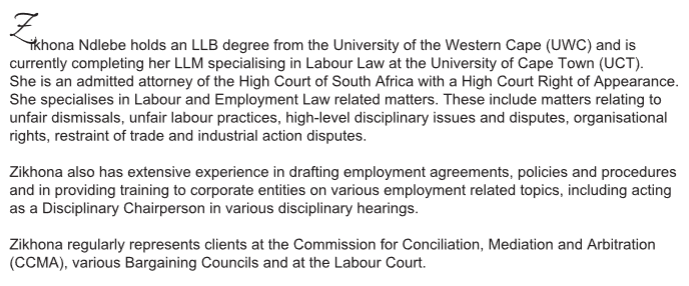 Zikhona Ndlebe holds an LLB degree from the University of the Western Cape (UWC) and is
currently completing her LLM specialising in Labour Law at the University of Cape Town (UCT).
She is an admitted attorney of the High Court of South Africa with a High Court Right of Appearance.
She specialises in Labour and Employment Law related matters. These include matters relating to
unfair dismissals, unfair labour practices, high-level disciplinary issues and disputes, organisational
rights, restraint of trade and industrial action disputes.
Zikhona also has extensive experience in drafting employment agreements, policies and procedures
and in providing training to corporate entities on various employment related topics, including acting
as a Disciplinary Chairperson in various disciplinary hearings.
Zikhona regularly represents clients at the Commission for Conciliation, Mediation and Arbitration
(CCMA), various Bargaining Councils and at the Labour Court.